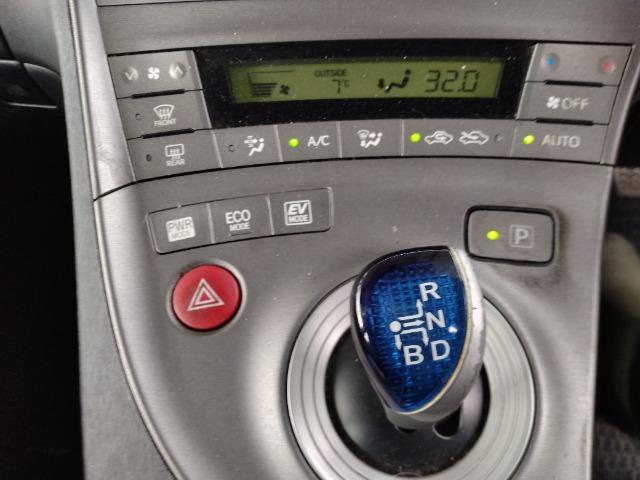 OUTSIDE
7°C 32.0
OFF
FRONT
REAR A/C AUTO
PWR MODE ECO MODE EV MODE
P
R
N
B D